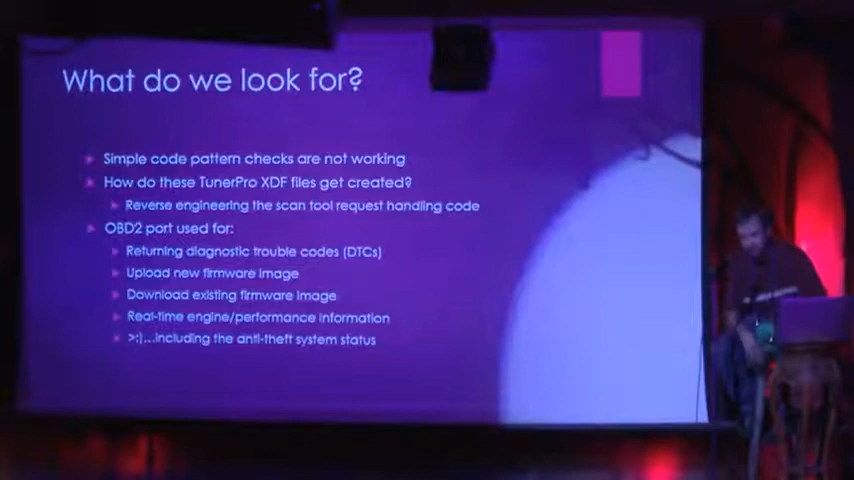 What do we look for?
Simple code pattern checks are not working
How do these TunerPro XDF files get created?
Reverse engineering the scan tool request handling code
OBD2 port used for:
Returning diagnostic trouble codes (DTCs)
Upload new firmware image
Download existing firmware image
Real-time engine/performance information
>:)...including the anti-theft system status